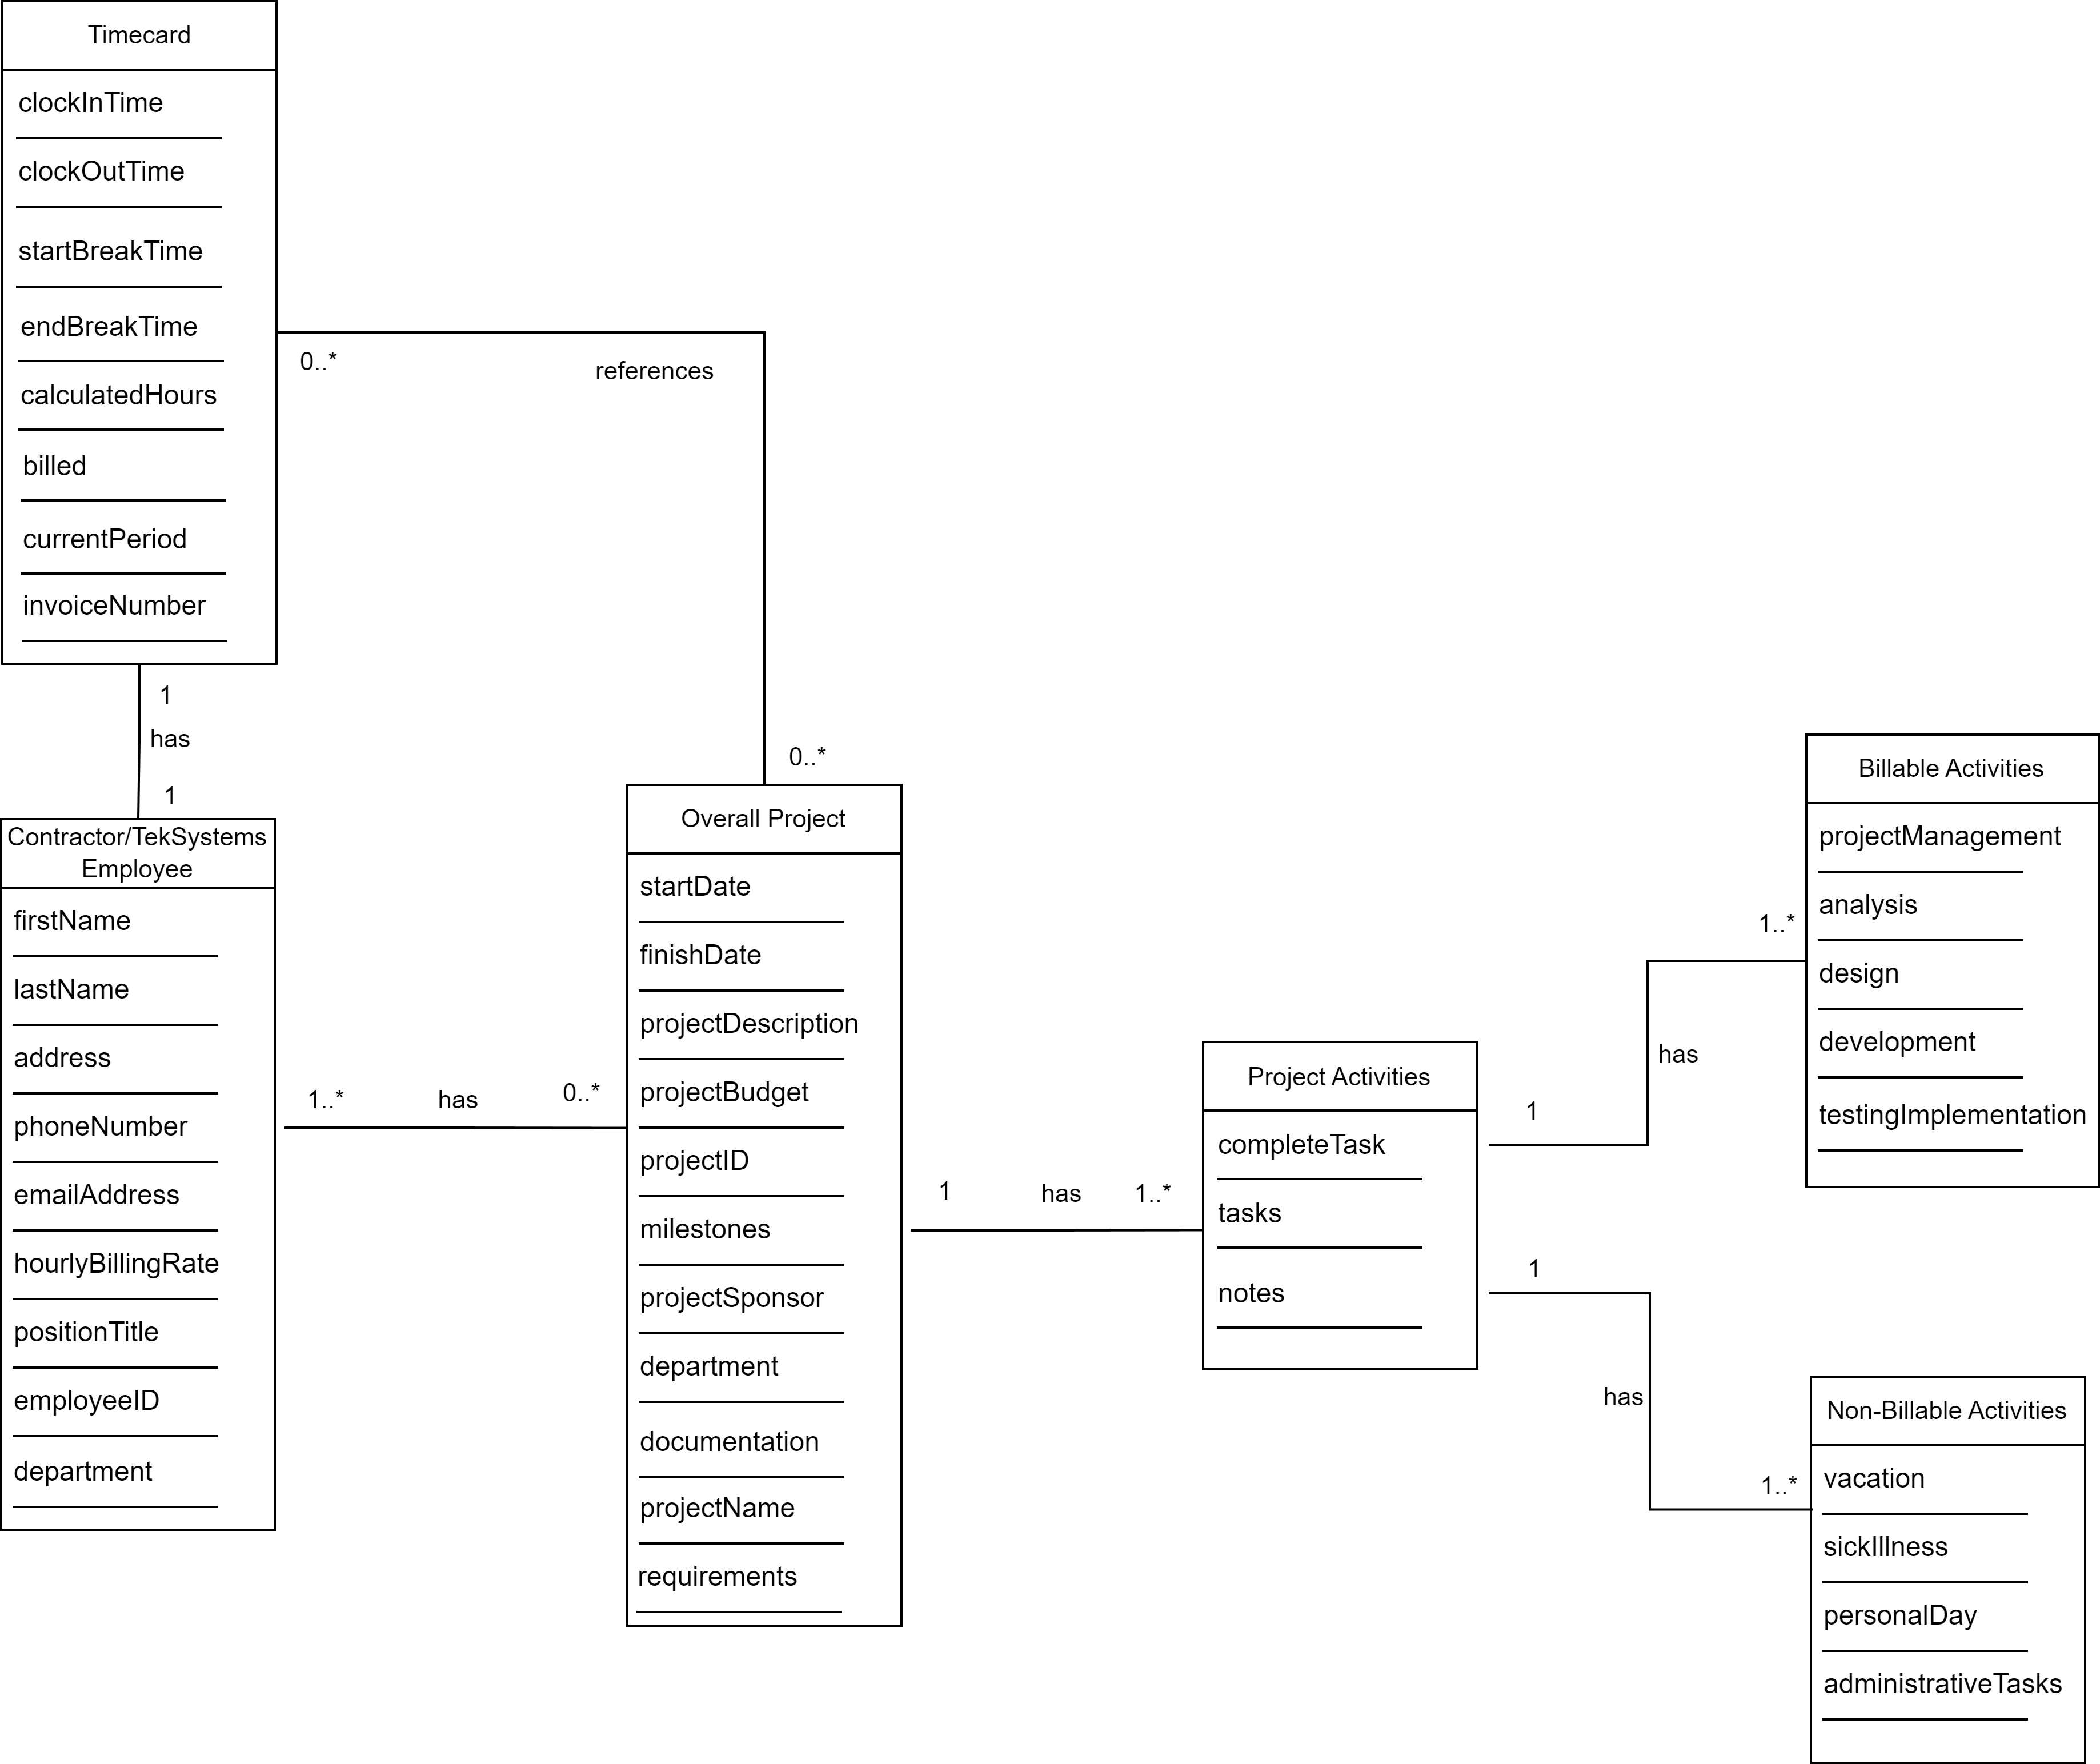 Timecard
clockInTime
clockOutTime
startBreakTime
endBreakTime
calculatedHours
billed
currentPeriod
invoiceNumber
0..*
references
0..*
1
has
1
Contractor/TekSystems
Employee
firstName
lastName
address
phoneNumber
emailAddress
hourlyBillingRate
positionTitle
employeeID
department
1..*
has
0..*
Overall Project
startDate
finishDate
projectDescription
projectBudget
projectID
milestones
projectSponsor
department
documentation
projectName
requirements
1
has
1..*
Project Activities
completeTask
tasks
notes
1
has
1..*
Billable Activities
projectManagement
analysis
design
development
testingImplementation
1
has
1..*
Non-Billable Activities
vacation
sickIllness
personalDay
administrativeTasks